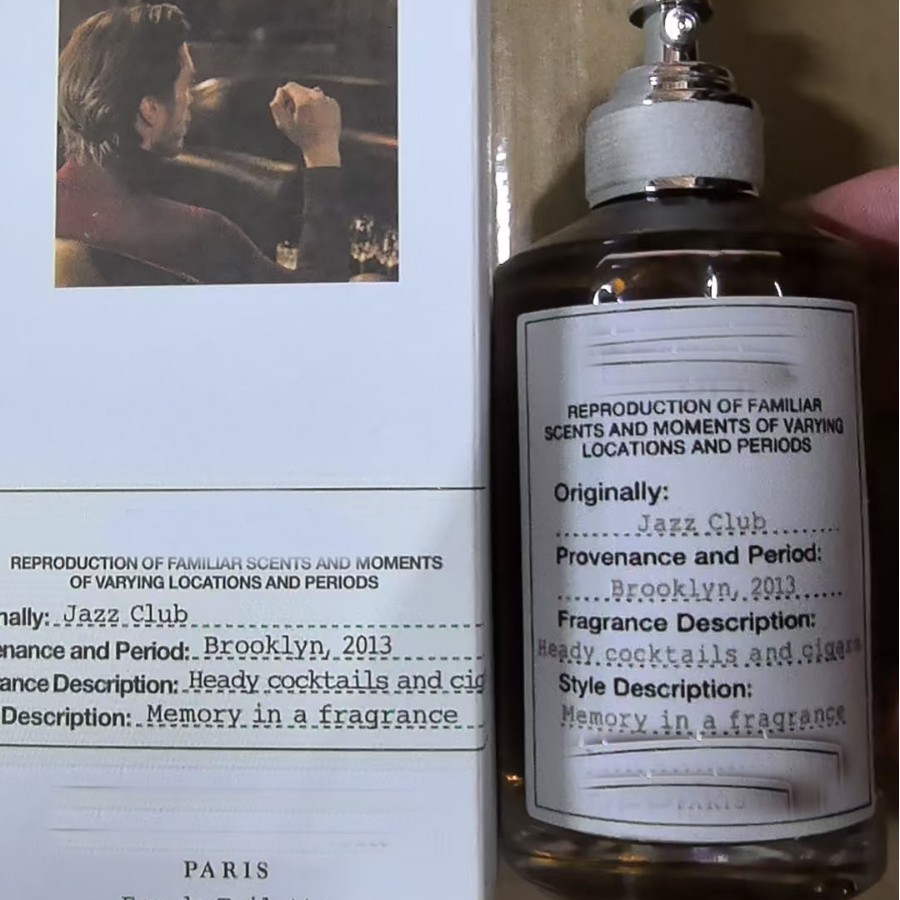 REPRODUCTION OF FAMILIAR SCENTS AND MOMENTS
OF VARYING LOCATIONS AND PERIODS
nally: Jazz Club
enance and Period: Brooklyn, 2013
ance Description: Heady cocktails and cig
Description: Memory in a fragrance
PARIS
REPRODUCTION OF FAMILIAR
SCENTS AND MOMENTS OF VARYING
LOCATIONS AND PERIODS
Originally:
Jazz Club
Provenance and Period:
Brooklyn, 2013
Fragrance Description:
Heady cocktails and cigars
Style Description:
Memory in a fragrance
PARIS